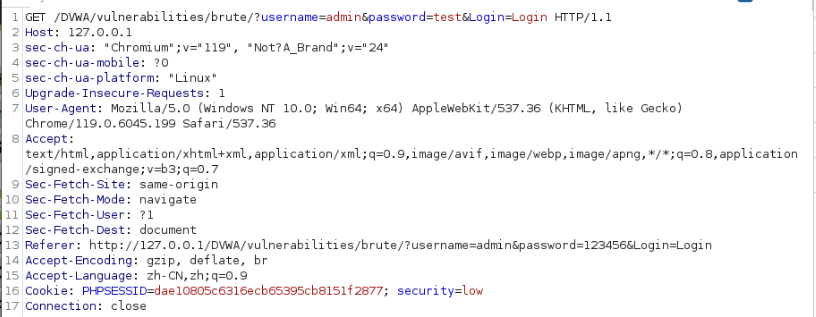 1 GET /DVWA/vulnerabilities/brute/?username=admin&password=test&Login=Login HTTP/1.1
2 Host: 127.0.0.1
3 sec-ch-ua: "Chromium";v="119", "Not?A_Brand";v="24"
4 sec-ch-ua-mobile: ?0
5 sec-ch-ua-platform: "Linux"
6 Upgrade-Insecure-Requests: 1
7 User-Agent: Mozilla/5.0 (Windows NT 10.0; Win64; x64) AppleWebKit/537.36 (KHTML, like Gecko)
Chrome/119.0.6045.199 Safari/537.36
8 Accept:
text/html,application/xhtml+xml,application/xml;q=0.9,image/avif,image/webp,image/apng,*/*;q=0.8,application
/signed-exchange;v=b3;q=0.7
9 Sec-Fetch-Site: same-origin
10 Sec-Fetch-Mode: navigate
11 Sec-Fetch-User: ?1
12 Sec-Fetch-Dest: document
13 Referer: http://127.0.0.1/DVWA/vulnerabilities/brute/?username=admin&password=123456&Login=Login
14 Accept-Encoding: gzip, deflate, br
15 Accept-Language: zh-CN,zh;q=0.9
16 Cookie: PHPSESSID=dae10805c6316ecb65395cb8151f2877; security=low
17 Connection: close